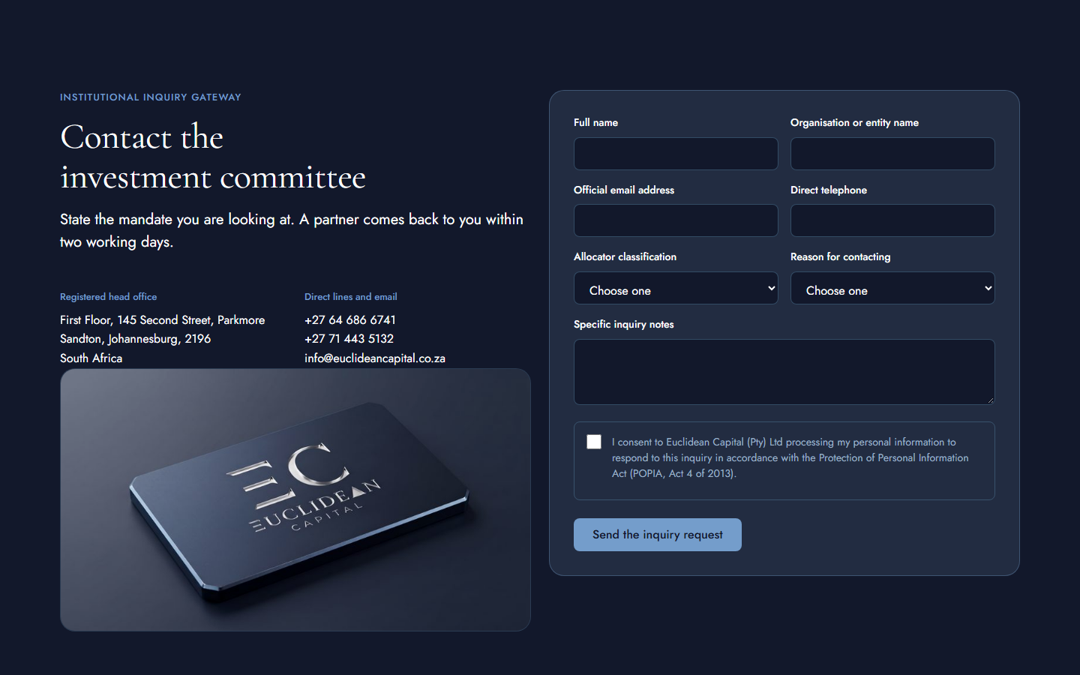 INSTITUTIONAL INQUIRY GATEWAY
Contact the
investment committee
State the mandate you are looking at. A partner comes back to you within
two working days.
Registered head office
First Floor, 145 Second Street, Parkmore
Sandton, Johannesburg, 2196
South Africa
Direct lines and email
+27 64 686 6741
+27 71 443 5132
info@euclideancapital.co.za
EC
EUCLIDEAN
CAPITAL
Full name
Organisation or entity name
Official email address
Direct telephone
Allocator classification
Reason for contacting
Choose one
Choose one
Specific inquiry notes
I consent to Euclidean Capital (Pty) Ltd processing my personal information to
respond to this inquiry in accordance with the Protection of Personal Information
Act (POPIA, Act 4 of 2013).
Send the inquiry request